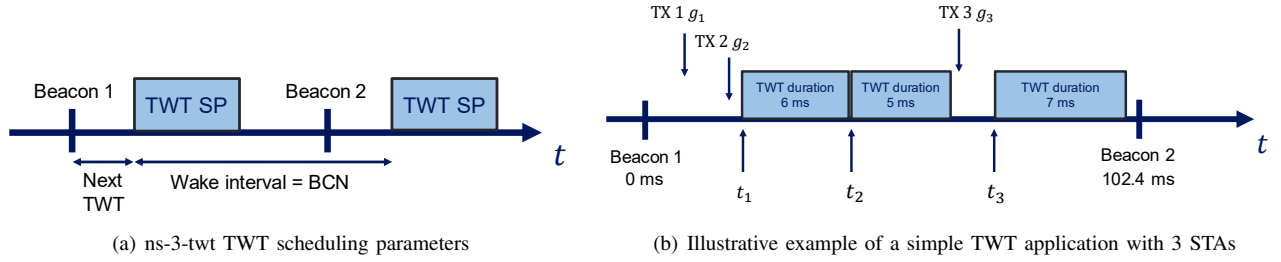 Beacon 1
TWT SP
Beacon 2
TWT SP
t
Next
TWT
Wake interval = BCN
(a) ns-3-twt TWT scheduling parameters
TX 1 g₁
TX 2 g₂
TX 3 g₃
TWT duration
6 ms
TWT duration
5 ms
TWT duration
7 ms
Beacon 1
0 ms
t₁
t₂
t₃
Beacon 2
102.4 ms
t
(b) Illustrative example of a simple TWT application with 3 STAs